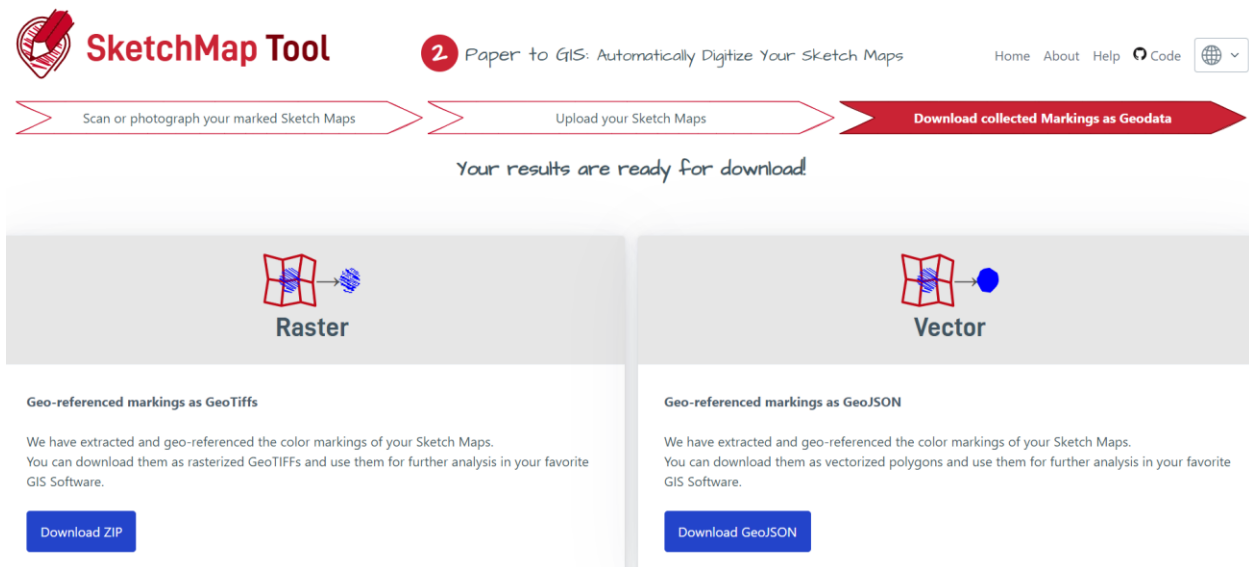 SketchMap Tool
2 Paper to GIS: Automatically Digitize Your Sketch Maps
Home About Help Code
Scan or photograph your marked Sketch Maps
Upload your Sketch Maps
Download collected Markings as Geodata
Your results are ready for download!
Raster
Geo-referenced markings as GeoTiffs
We have extracted and geo-referenced the color markings of your Sketch Maps.
You can download them as rasterized GeoTIFFs and use them for further analysis in your favorite
GIS Software.
Download ZIP
Vector
Geo-referenced markings as GeoJSON
We have extracted and geo-referenced the color markings of your Sketch Maps.
You can download them as vectorized polygons and use them for further analysis in your favorite
GIS Software.
Download GeoJSON